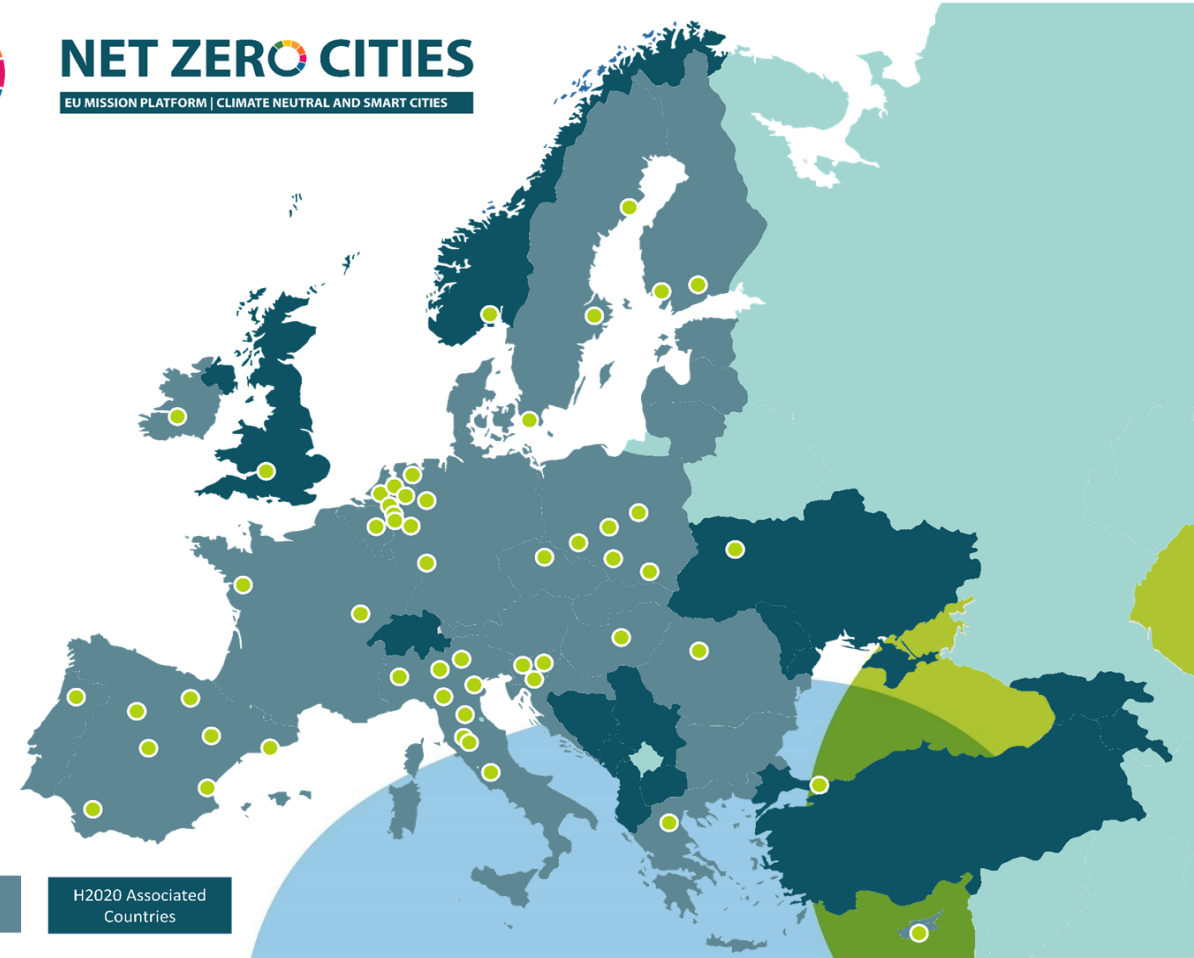 NET ZERO CITIES
EU MISSION PLATFORM | CLIMATE NEUTRAL AND SMART CITIES
H2020 Associated
Countries